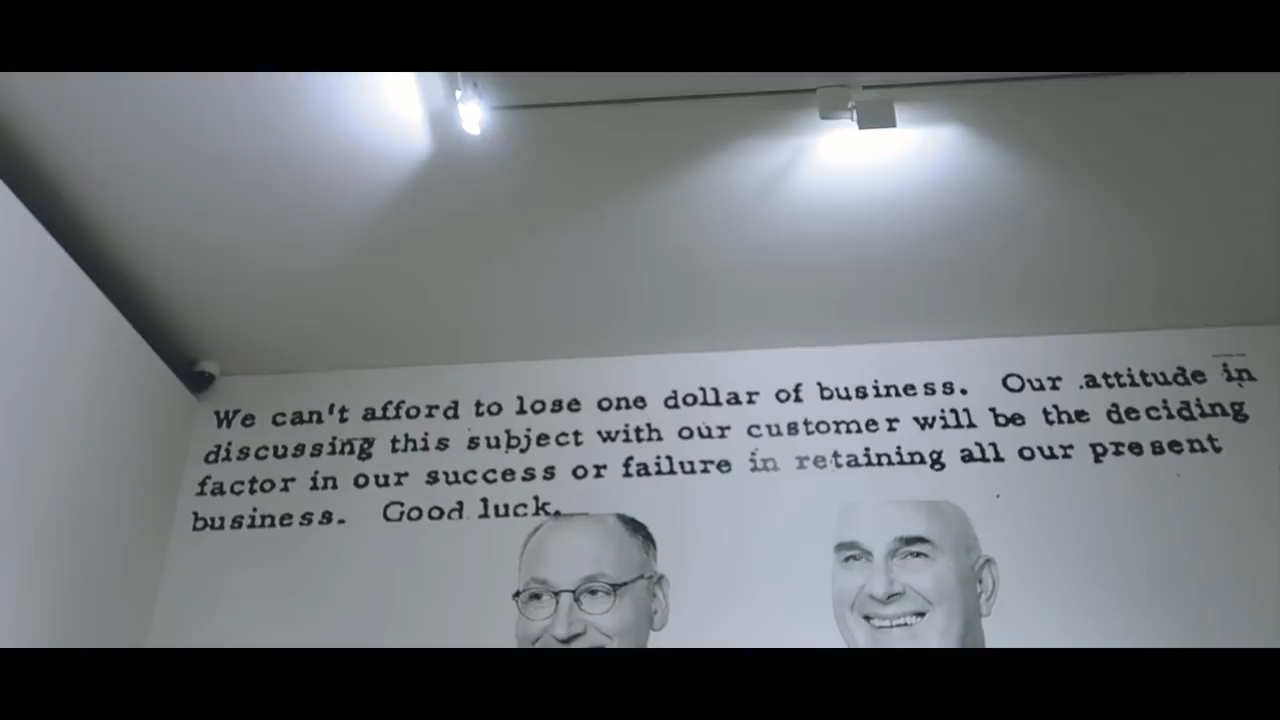 We can't afford to lose one dollar of business. Our attitude in
discussing this subject with our customer will be the deciding
factor in our success or failure in retaining all our present
business. Good luck.